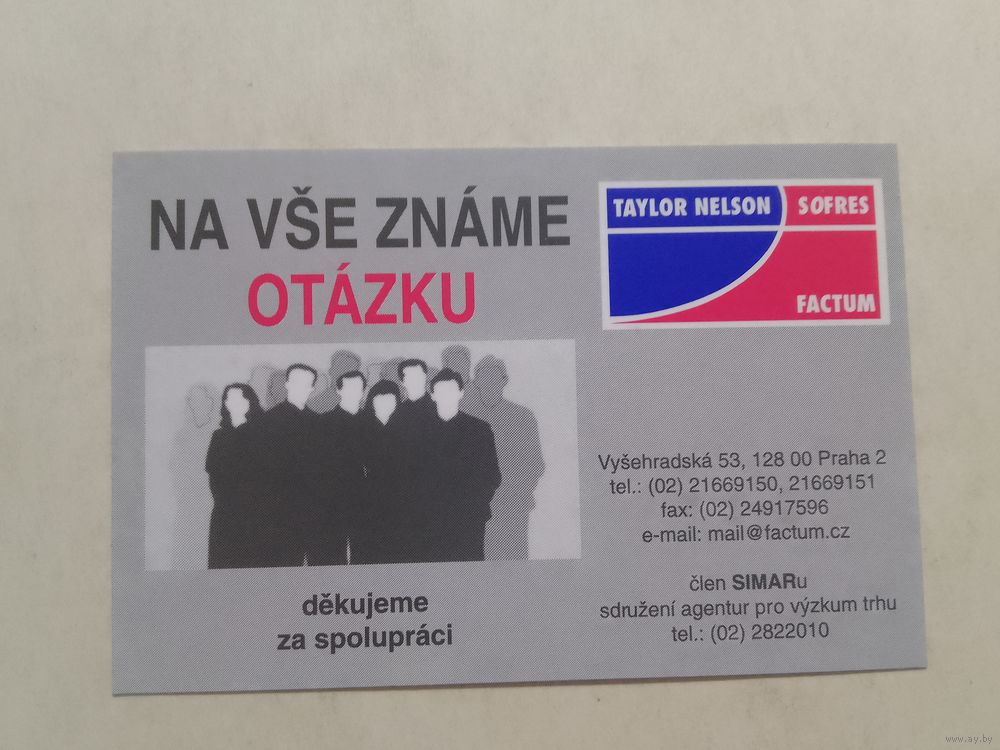 NA VŠE ZNÁME
OTÁZKU
děkujeme
za spolupráci
TAYLOR NELSON SOFRES
FACTUM
Vyšehradská 53, 128 00 Praha 2
tel.: (02) 21669150, 21669151
fax: (02) 24917596
e-mail: mail@factum.cz
člen SIMARu
sdružení agentur pro výzkum trhu
tel.: (02) 2822010
www.ay.by